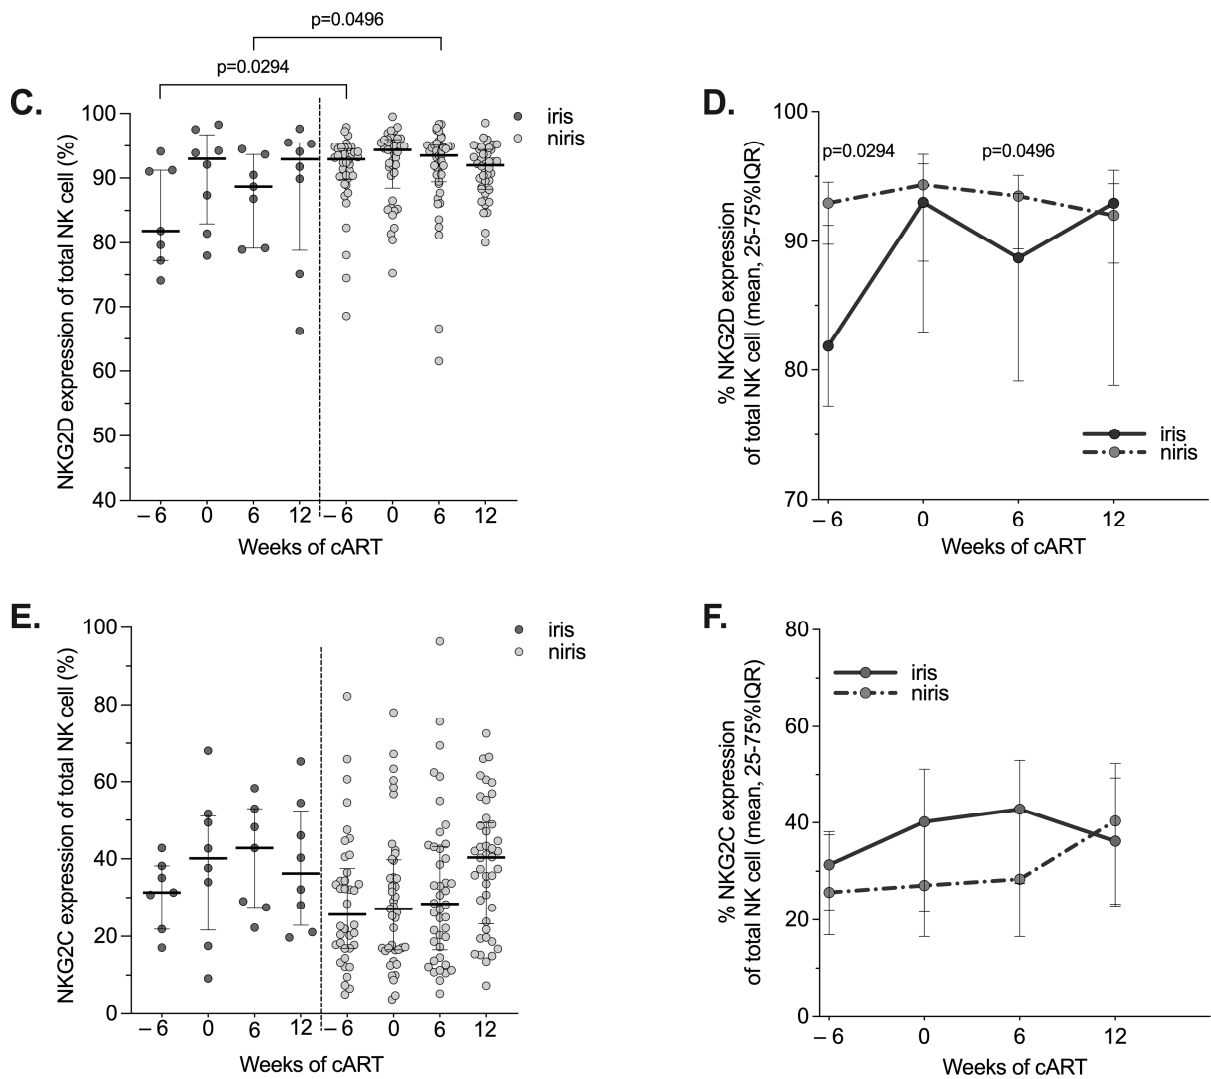 p=0.0496
p=0.0294
C.
NKG2D expression of total NK cell (%)
100
90
80
70
60
50
40
– 6 0 6 12 – 6 0 6 12
Weeks of cART
iris
niris
D.
% NKG2D expression
of total NK cell (mean, 25-75%IQR)
100
90
80
70
p=0.0294 p=0.0496
iris
niris
– 6 0 6 12
Weeks of cART
E.
NKG2C expression of total NK cell (%)
100
80
60
40
20
0
– 6 0 6 12 – 6 0 6 12
Weeks of cART
iris
niris
F.
% NKG2C expression
of total NK cell (mean, 25-75%IQR)
80
60
40
20
0
iris
niris
– 6 0 6 12
Weeks of cART